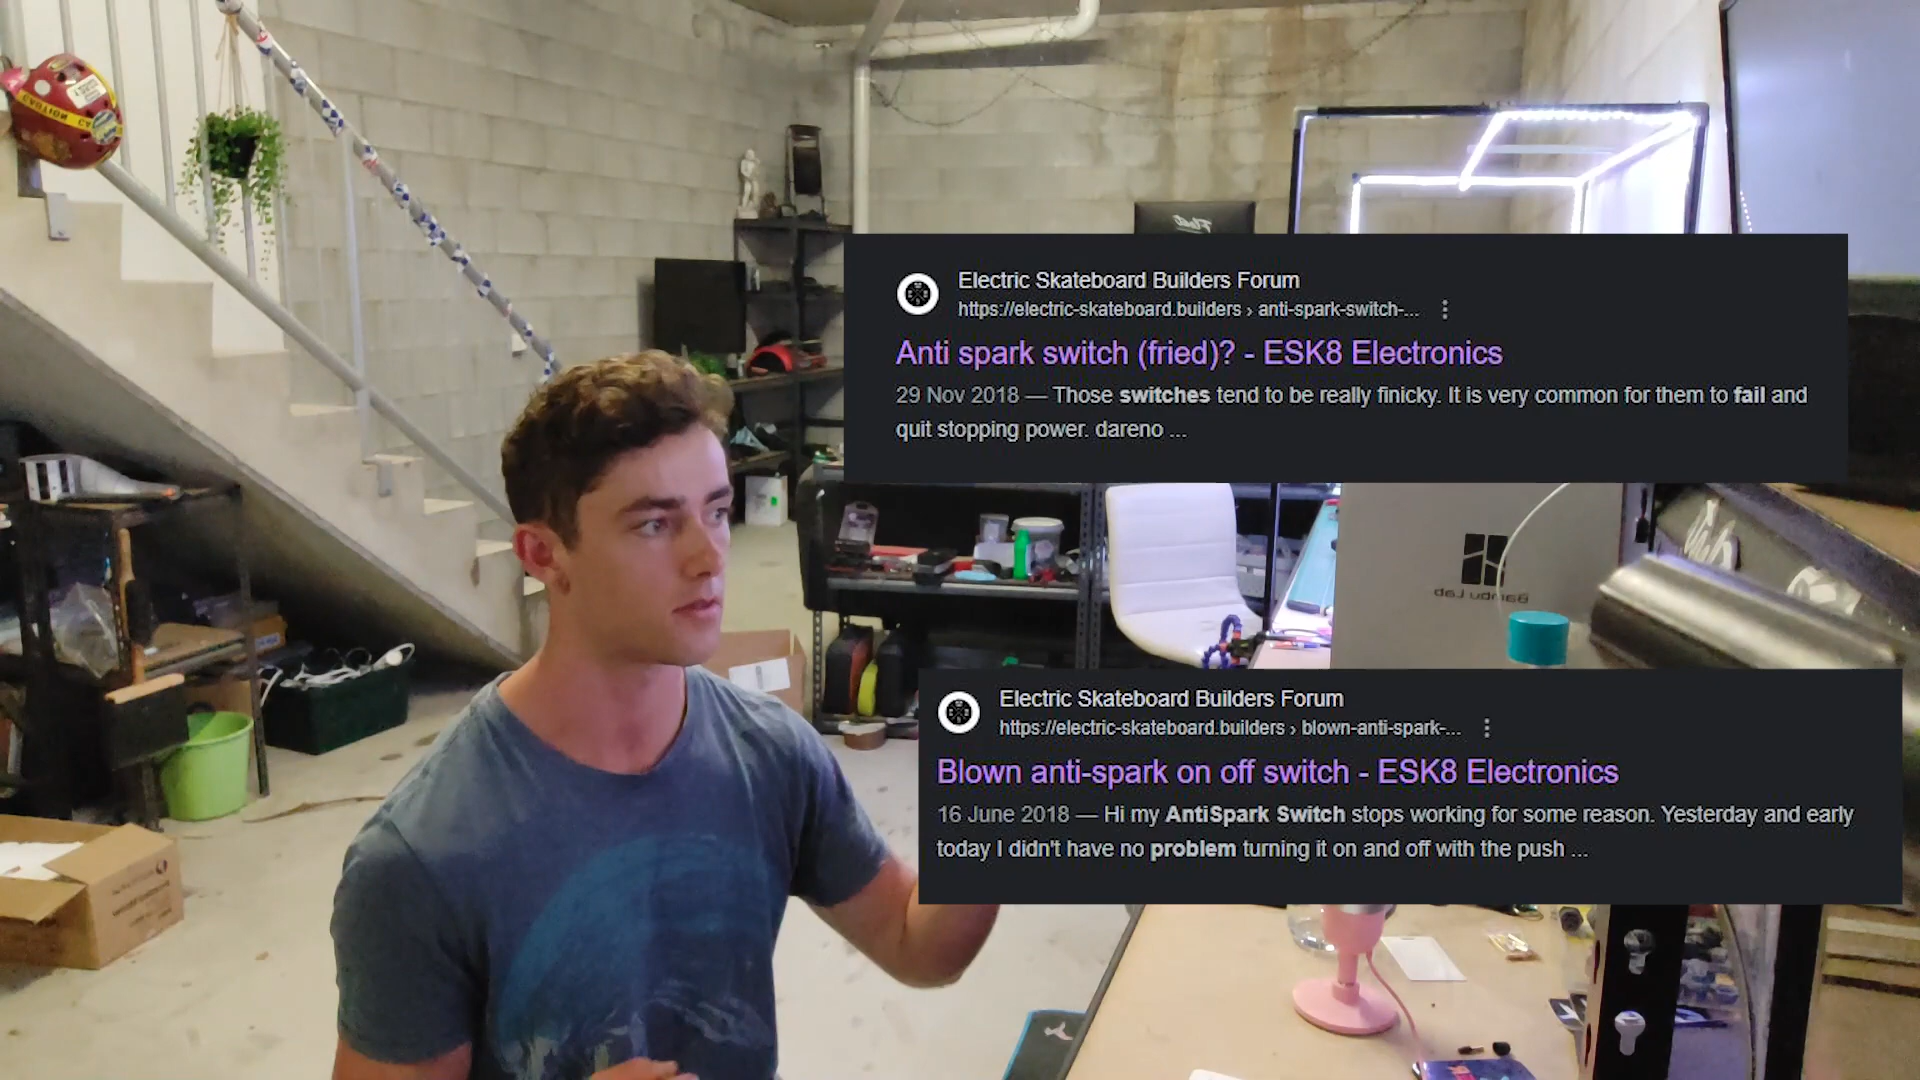 CAUTION CA
Electric Skateboard Builders Forum
https://electric-skateboard.builders › anti-spark-switch-...
Anti spark switch (fried)? - ESK8 Electronics
29 Nov 2018 — Those switches tend to be really finicky. It is very common for them to fail and
quit stopping power. dareno ...
Bambu Lab
Electric Skateboard Builders Forum
https://electric-skateboard.builders › blown-anti-spark-...
Blown anti-spark on off switch - ESK8 Electronics
16 June 2018 — Hi my AntiSpark Switch stops working for some reason. Yesterday and early
today I didn't have no problem turning it on and off with the push ...